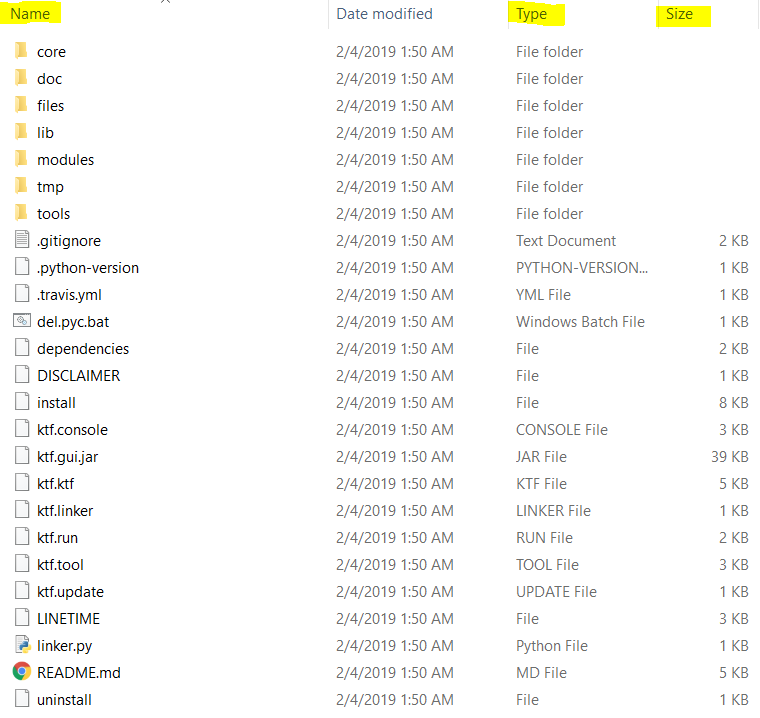 Name Date modified Type Size
core 2/4/2019 1:50 AM File folder
doc 2/4/2019 1:50 AM File folder
files 2/4/2019 1:50 AM File folder
lib 2/4/2019 1:50 AM File folder
modules 2/4/2019 1:50 AM File folder
tmp 2/4/2019 1:50 AM File folder
tools 2/4/2019 1:50 AM File folder
.gitignore 2/4/2019 1:50 AM Text Document 2 KB
.python-version 2/4/2019 1:50 AM PYTHON-VERSION... 1 KB
.travis.yml 2/4/2019 1:50 AM YML File 1 KB
del.pyc.bat 2/4/2019 1:50 AM Windows Batch File 1 KB
dependencies 2/4/2019 1:50 AM File 2 KB
DISCLAIMER 2/4/2019 1:50 AM File 1 KB
install 2/4/2019 1:50 AM File 8 KB
ktf.console 2/4/2019 1:50 AM CONSOLE File 3 KB
ktf.gui.jar 2/4/2019 1:50 AM JAR File 39 KB
ktf.ktf 2/4/2019 1:50 AM KTF File 5 KB
ktf.linker 2/4/2019 1:50 AM LINKER File 1 KB
ktf.run 2/4/2019 1:50 AM RUN File 2 KB
ktf.tool 2/4/2019 1:50 AM TOOL File 3 KB
ktf.update 2/4/2019 1:50 AM UPDATE File 1 KB
LINETIME 2/4/2019 1:50 AM File 3 KB
linker.py 2/4/2019 1:50 AM Python File 1 KB
README.md 2/4/2019 1:50 AM MD File 5 KB
uninstall 2/4/2019 1:50 AM File 1 KB